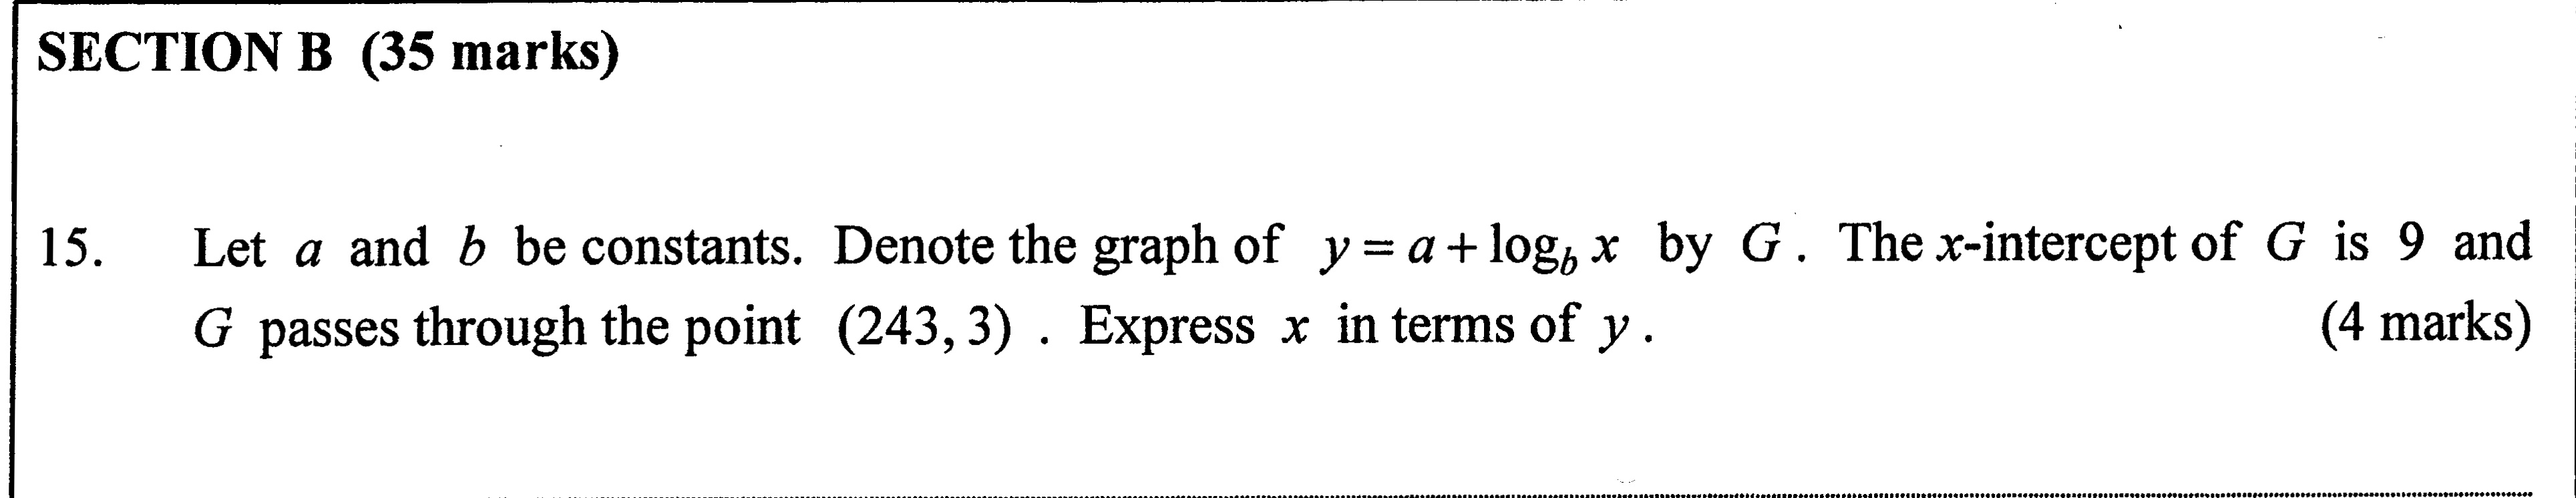 SECTION B (35 marks)
15. Let a and b be constants. Denote the graph of y = a + log_b x by G. The x-intercept of G is 9 and
G passes through the point (243, 3) . Express x in terms of y. (4 marks)